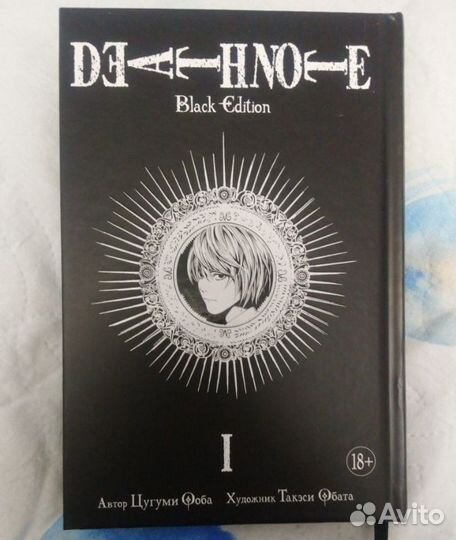 DEATHNOTE
Black Edition
I
18+
Автор Цугуми Ооба Художник Такэси Обата
Avito